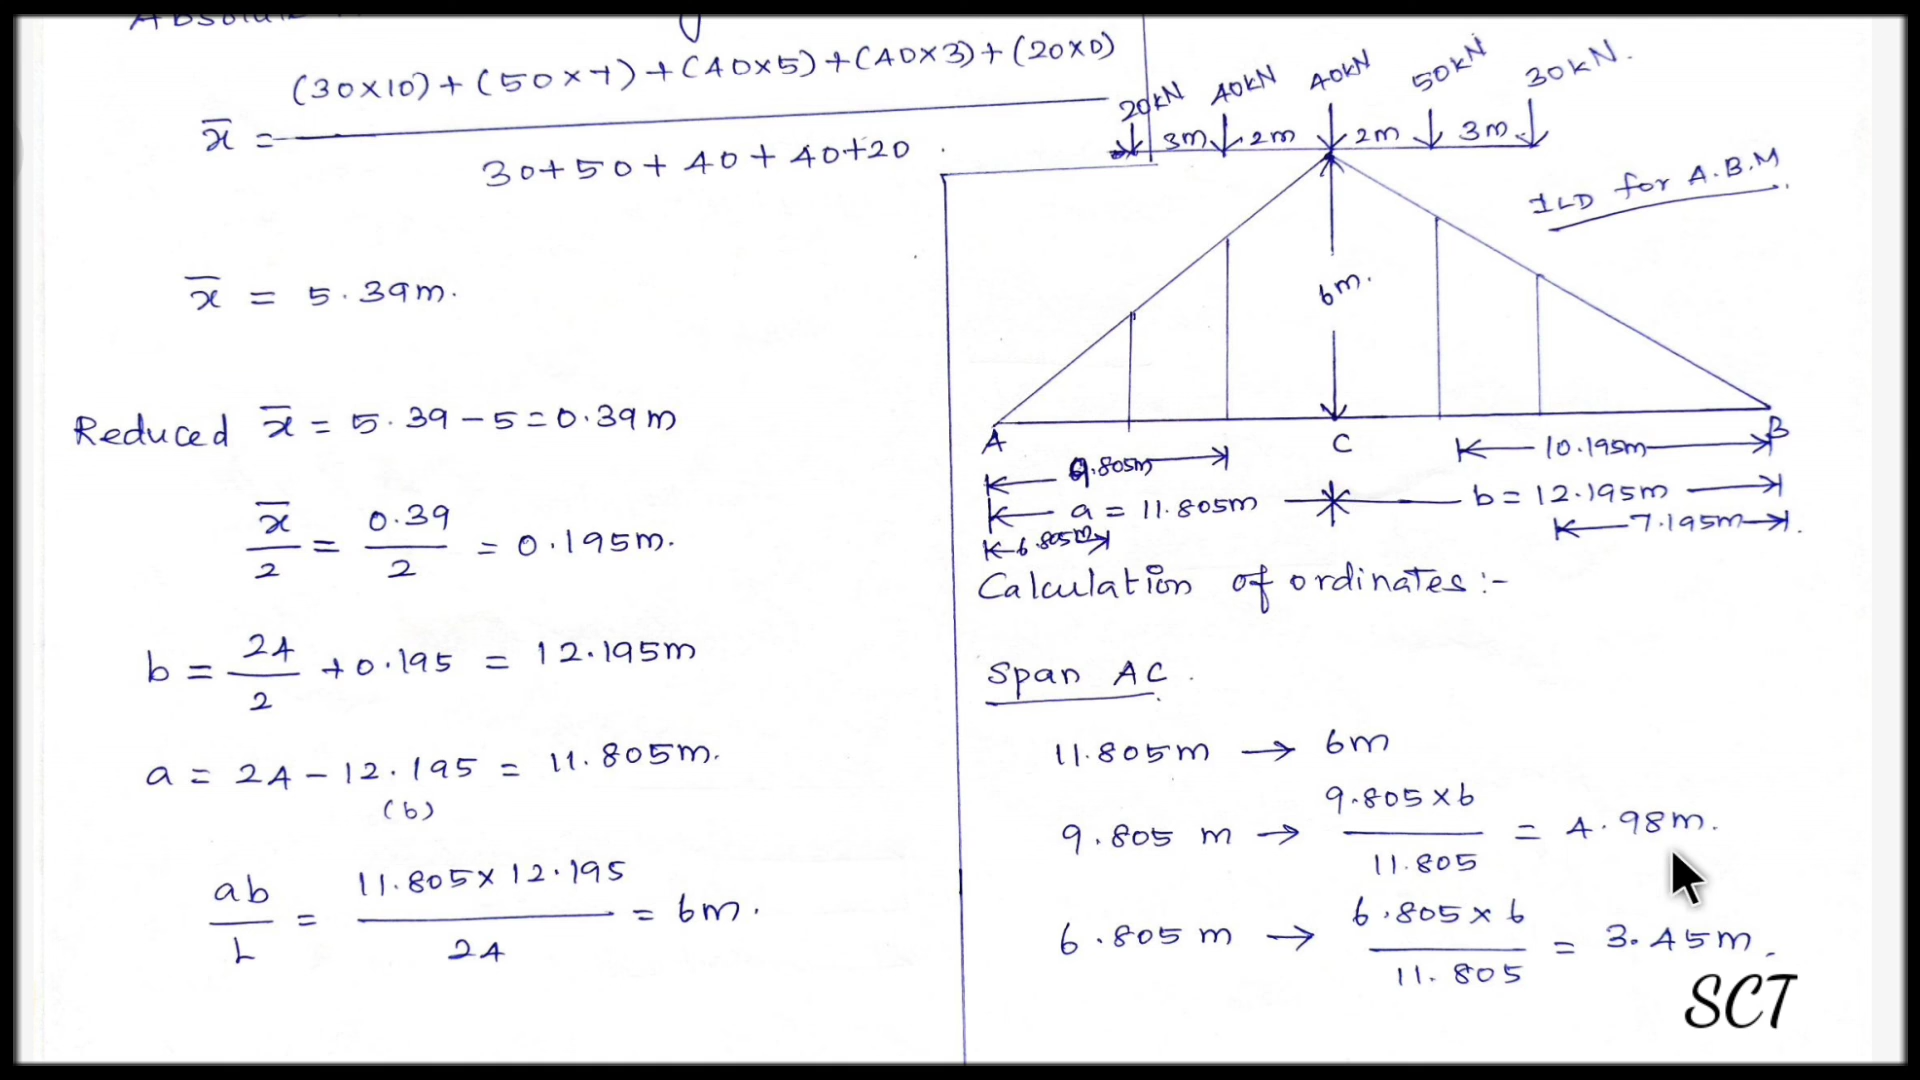 (30×10)+(50×7)+(40×5)+(40×3)+(20×0)
x̄ =
30+50+40+40+20
x̄ = 5.39m.
Reduced x̄ = 5.39-5=0.39m
x̄/2 = 0.39/2 = 0.195m.
b = 24/2 +0.195 = 12.195m
a = 24-12.195 = 11.805m.
(b)
ab/L = 11.805×12.195/24 = 6m.
20kN 40kN 40kN 50kN 30kN.
3m 2m 2m 3m
ILD for A.B.M
6m.
A C B
9.805m 10.195m
a = 11.805m b = 12.195m
6.805m 7.195m
Calculation of ordinates:-
Span AC.
11.805m → 6m
9.805 m → 9.805×6/11.805 = 4.98m.
6.805 m → 6.805×6/11.805 = 3.45m.
SCT